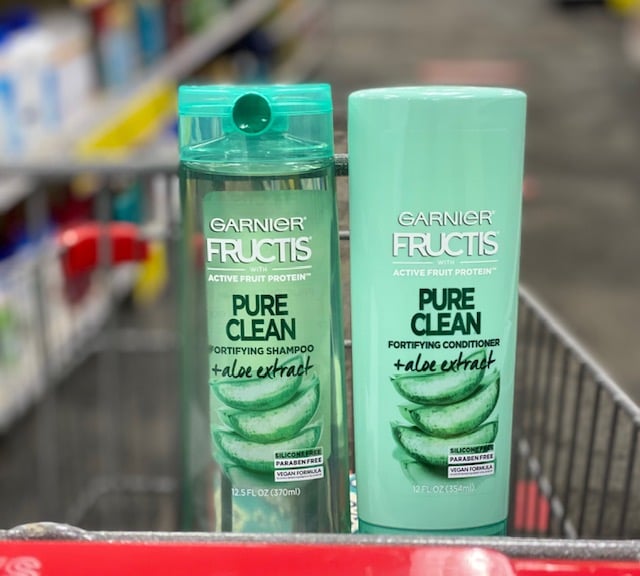 GARNIER
FRUCTIS
WITH
ACTIVE FRUIT PROTEIN™
PURE
CLEAN
FORTIFYING SHAMPOO
+aloe extract
SILICONE FREE
PARABEN FREE
VEGAN FORMULA
12.5 FL OZ (370ml)
GARNIER®
FRUCTIS
WITH
ACTIVE FRUIT PROTEIN™
PURE
CLEAN
FORTIFYING CONDITIONER
+aloe extract
SILICONE FREE
PARABEN FREE
VEGAN FORMULA
12 FL OZ (354ml)